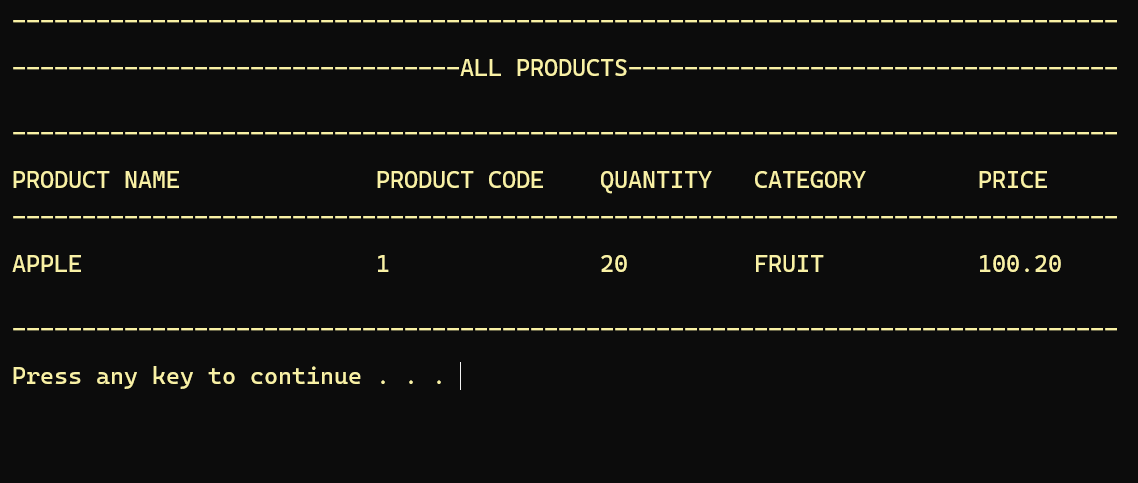 -------------------------------------------------------------------------------
--------------------------------ALL PRODUCTS-----------------------------------
-------------------------------------------------------------------------------
PRODUCT NAME              PRODUCT CODE    QUANTITY   CATEGORY        PRICE
-------------------------------------------------------------------------------
APPLE                     1               20         FRUIT           100.20
-------------------------------------------------------------------------------
Press any key to continue . . .